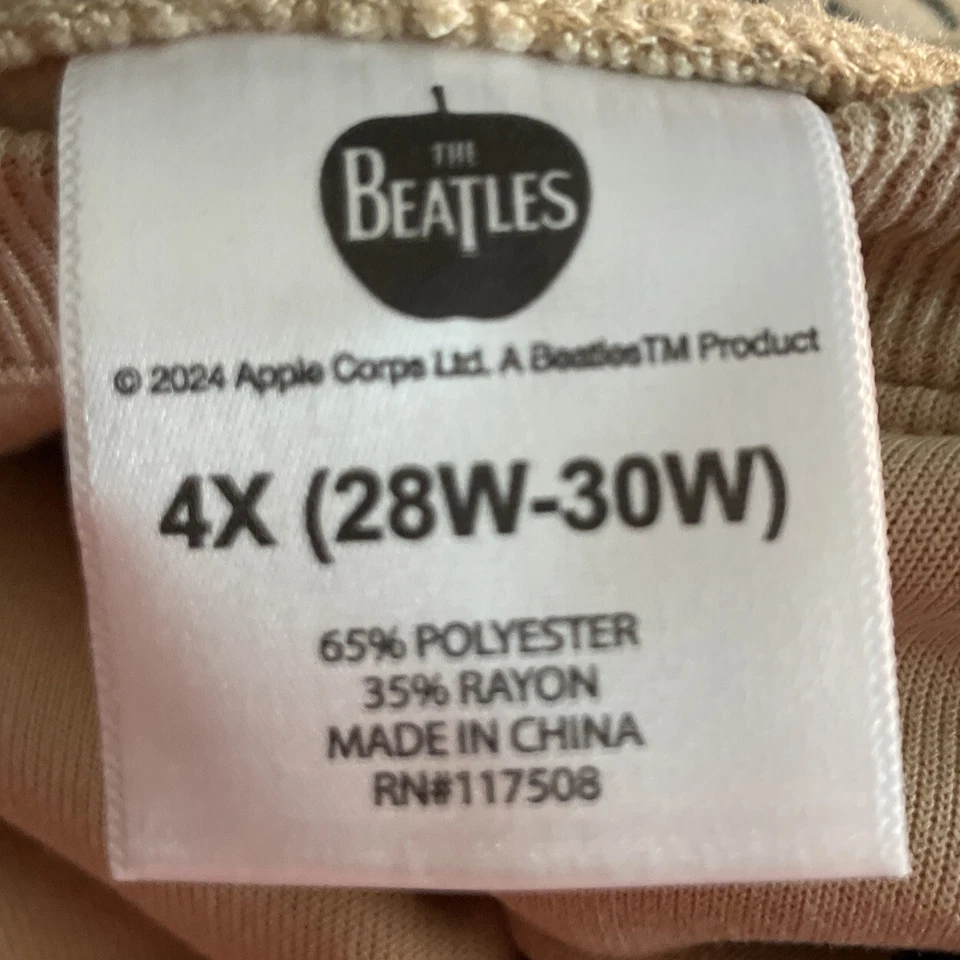 THE
BEATLES
© 2024 Apple Corps Ltd. A Beatles™ Product
4X (28W-30W)
65% POLYESTER
35% RAYON
MADE IN CHINA
RN#117508